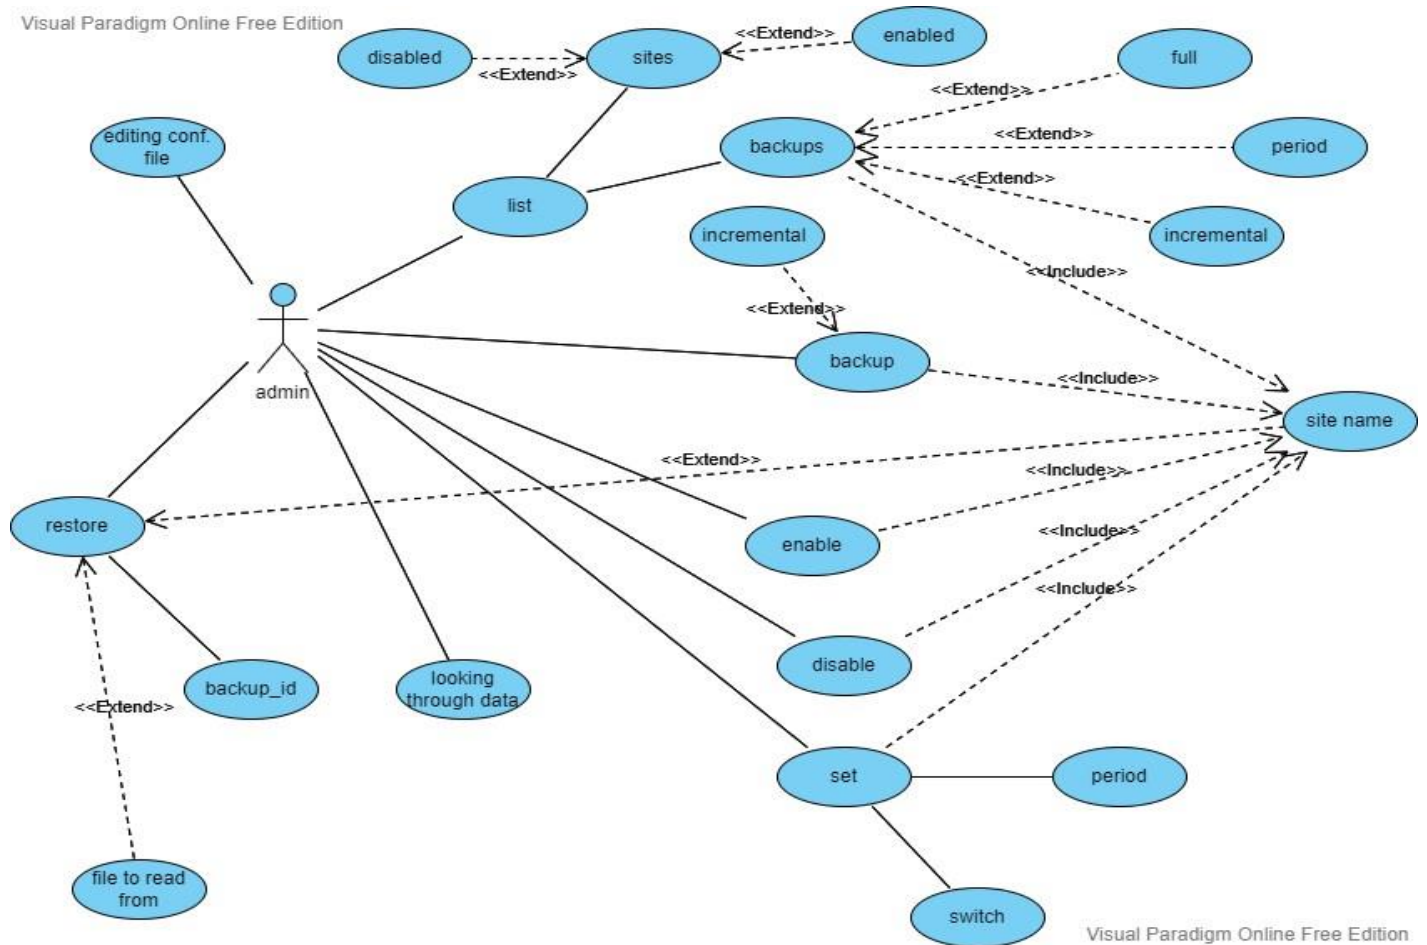 Visual Paradigm Online Free Edition
disabled
<<Extend>>
sites
<<Extend>>
enabled
full
<<Extend>>
editing conf.
file
backups
<<Extend>>
period
list
<<Extend>>
incremental
incremental
<<Include>>
<<Extend>>
backup
<<Include>>
admin
site name
<<Extend>>
<<Include>>
restore
enable
<<Include>>
<<Include>>
disable
backup_id
looking
through data
<<Extend>>
set
period
file to read
from
switch
Visual Paradigm Online Free Edition